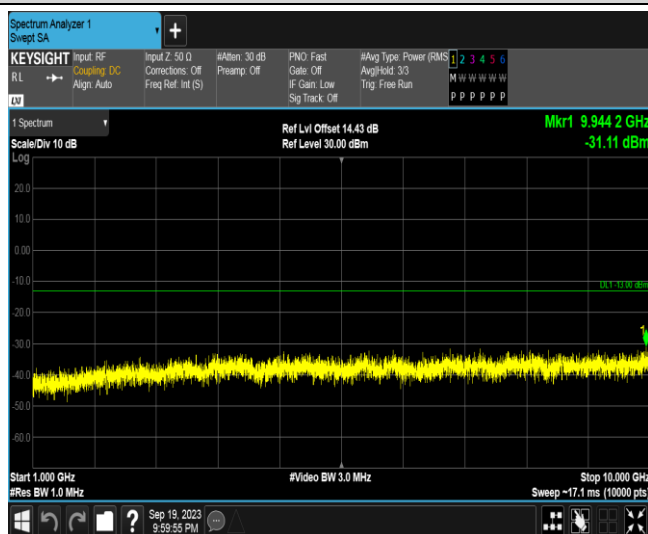 Spectrum Analyzer 1
Swept SA
+
KEYSIGHT Input: RF Input Z: 50 Ω #Atten: 30 dB PNO: Fast #Avg Type: Power (RMS 1 2 3 4 5 6
RL Coupling: DC Corrections: Off Preamp: Off Gate: Off Avg|Hold: 3/3 M W W W W W
Align: Auto Freq Ref: Int (S) IF Gain: Low Trig: Free Run
LXI Sig Track: Off P P P P P P
1 Spectrum Ref Lvl Offset 14.43 dB Mkr1 9.944 2 GHz
Scale/Div 10 dB Ref Level 30.00 dBm -31.11 dBm
Log
20.0
10.0
0.00
-10.0
DL1 -13.00 dBm
-20.0
-30.0
1
-40.0
-50.0
-60.0
Start 1.000 GHz #Video BW 3.0 MHz Stop 10.000 GHz
#Res BW 1.0 MHz Sweep ~17.1 ms (10000 pts)
? Sep 19, 2023
9:59:55 PM